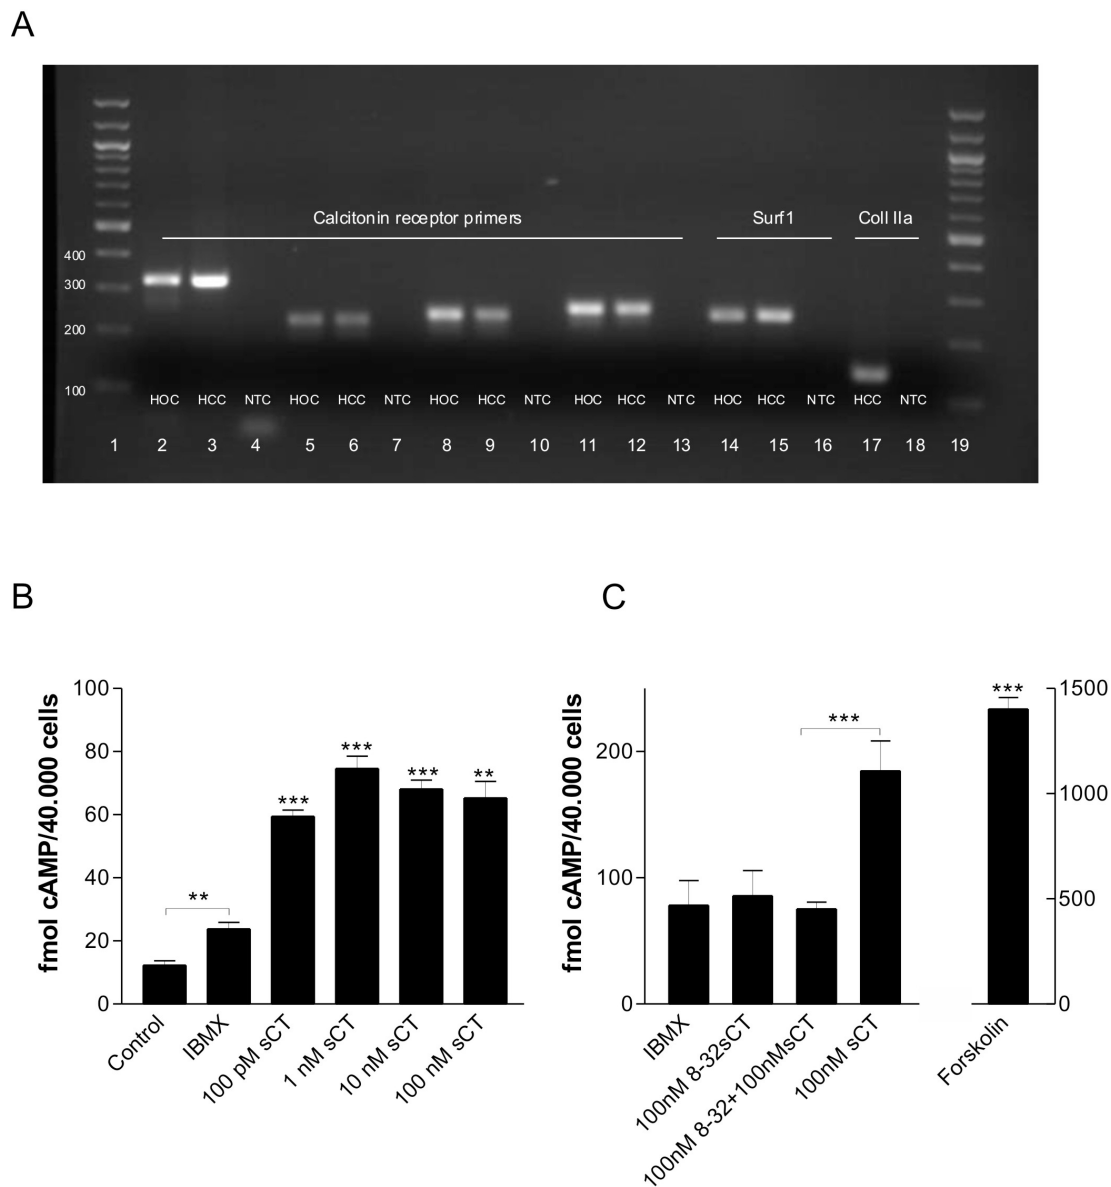 A
Calcitonin receptor primers Surf1 Coll IIa
400
300
200
100
HOC HCC NTC HOC HCC NTC HOC HCC NTC HOC HCC NTC HOC HCC NTC HCC NTC
1 2 3 4 5 6 7 8 9 10 11 12 13 14 15 16 17 18 19
B
fmol cAMP/40.000 cells
100
80
60
40
20
0
**
***
***
***
**
Control
IBMX
100 pM sCT
1 nM sCT
10 nM sCT
100 nM sCT
C
fmol cAMP/40.000 cells
200
100
0
***
***
1500
1000
500
0
IBMX
100nM 8-32sCT
100nM 8-32+100nMsCT
100nM sCT
Forskolin